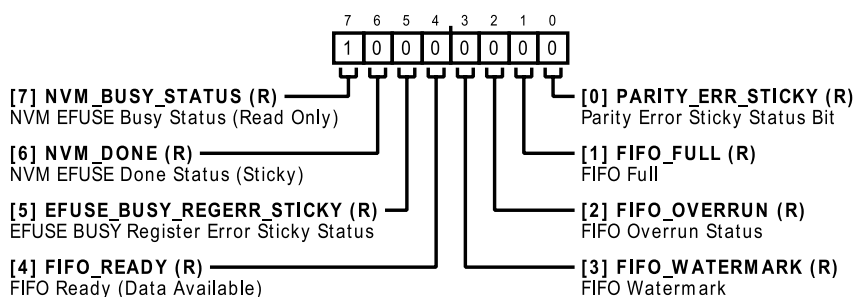 7 6 5 4 3 2 1 0
1 0 0 0 0 0 0 0
[7] NVM_BUSY_STATUS (R)
NVM EFUSE Busy Status (Read Only)
[6] NVM_DONE (R)
NVM EFUSE Done Status (Sticky)
[5] EFUSE_BUSY_REGERR_STICKY (R)
EFUSE BUSY Register Error Sticky Status
[4] FIFO_READY (R)
FIFO Ready (Data Available)
[0] PARITY_ERR_STICKY (R)
Parity Error Sticky Status Bit
[1] FIFO_FULL (R)
FIFO Full
[2] FIFO_OVERRUN (R)
FIFO Overrun Status
[3] FIFO_WATERMARK (R)
FIFO Watermark